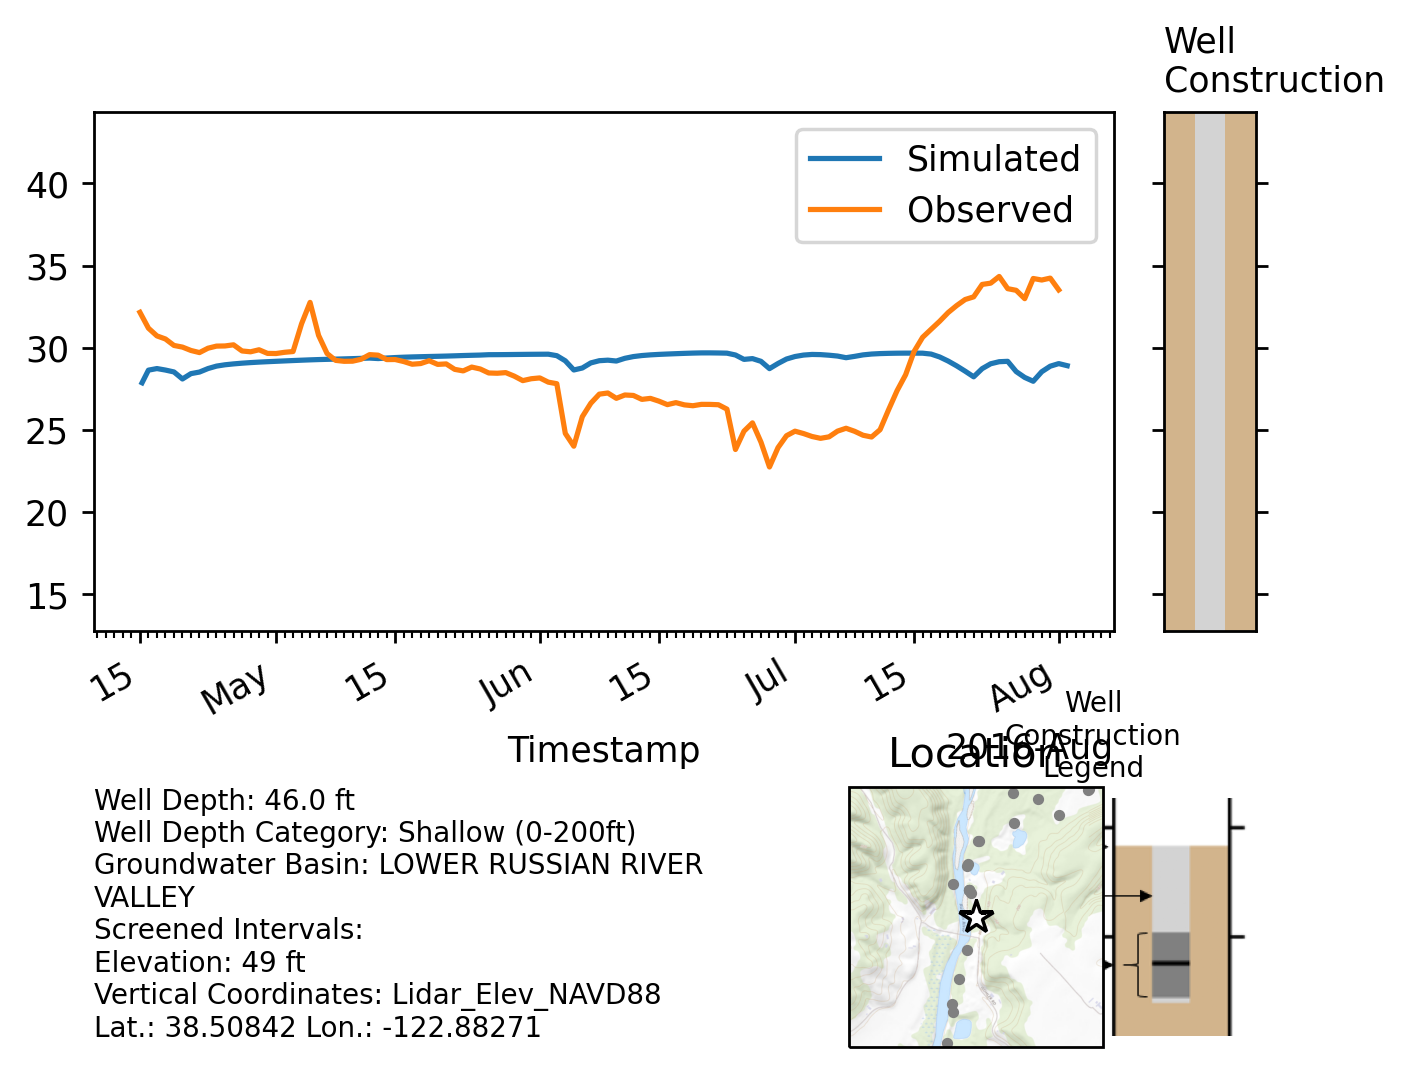 Well
Construction
Simulated
Observed
40
35
30
25
20
15
15
May
15
Jun
15
Jul
15
Aug
Timestamp
2016-Aug
Location
Well
Construction
Legend
Well Depth: 46.0 ft
Well Depth Category: Shallow (0-200ft)
Groundwater Basin: LOWER RUSSIAN RIVER
VALLEY
Screened Intervals:
Elevation: 49 ft
Vertical Coordinates: Lidar_Elev_NAVD88
Lat.: 38.50842 Lon.: -122.88271